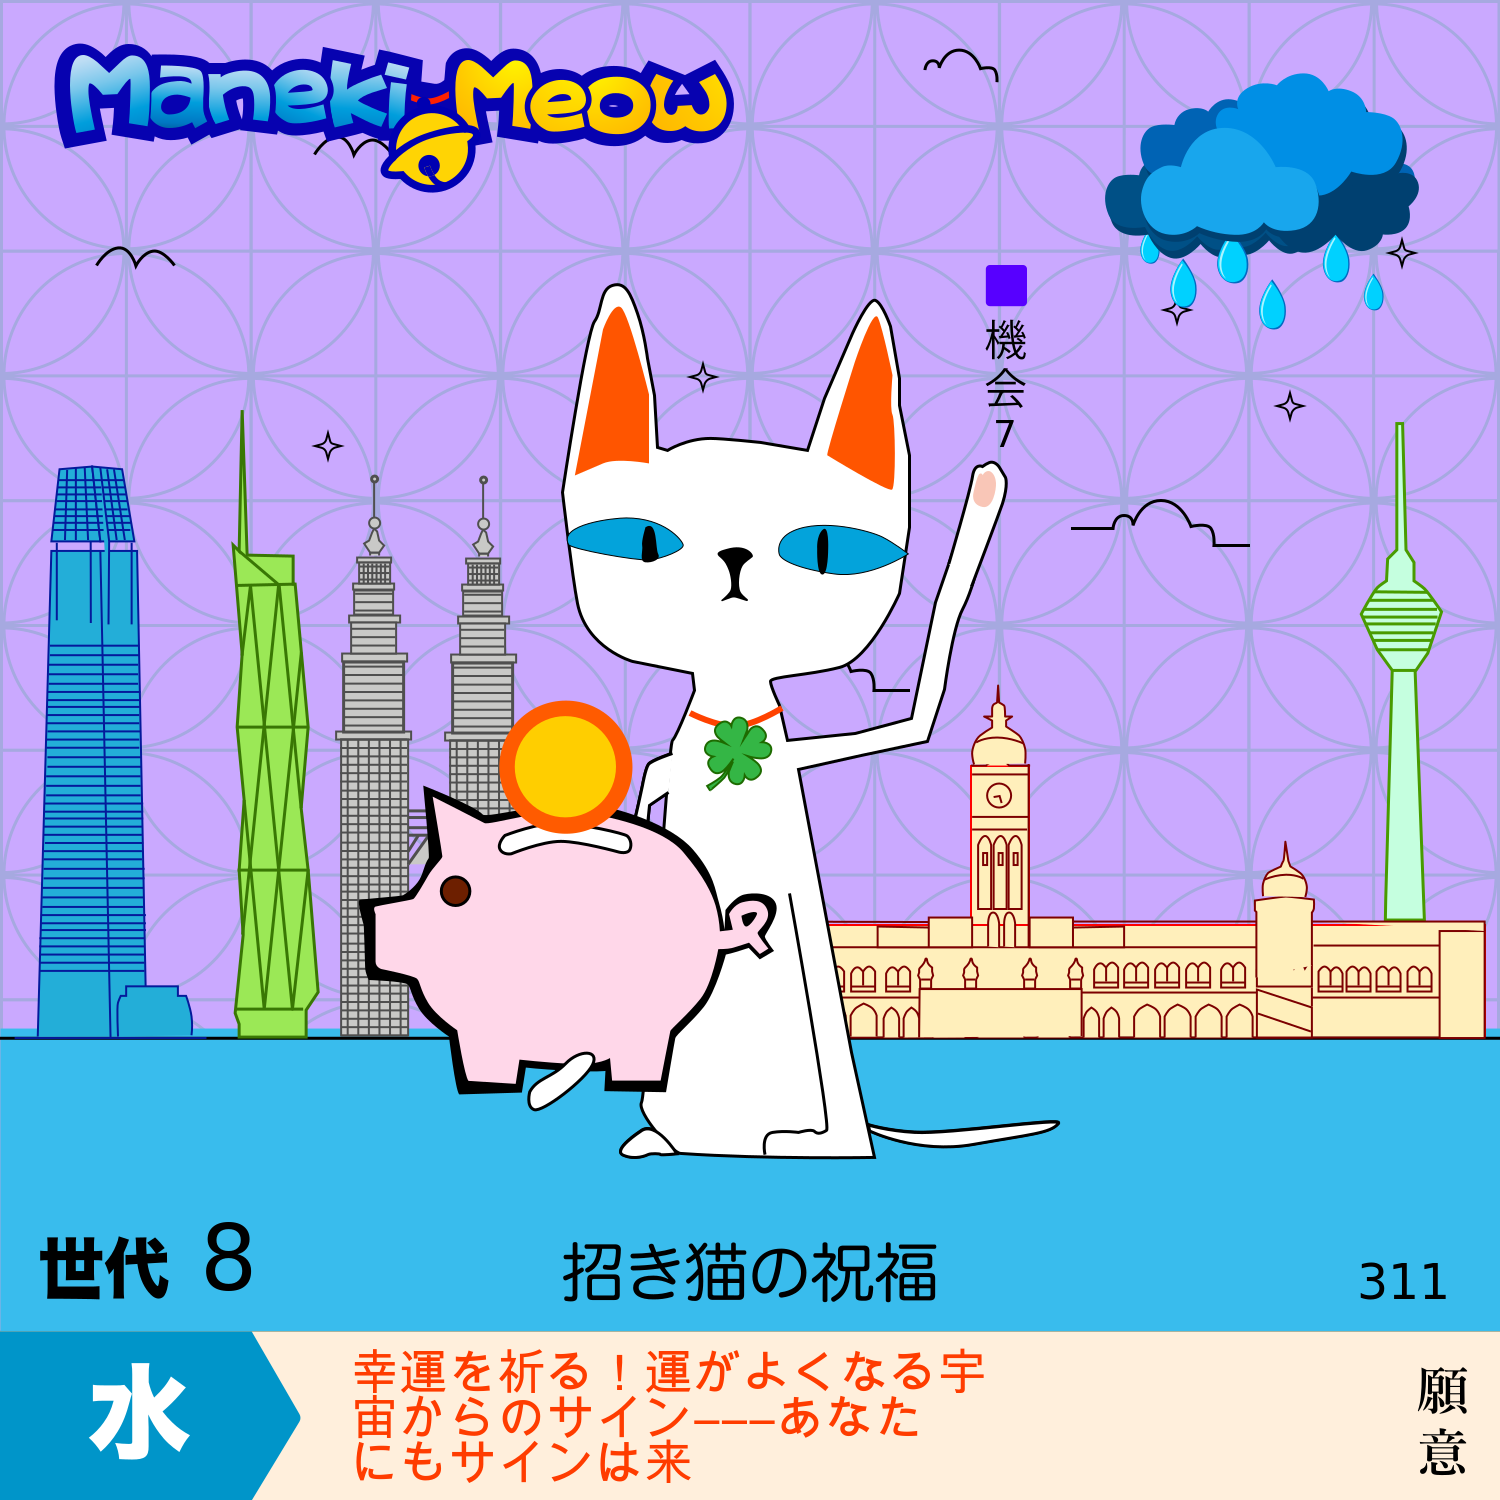 Maneki-Meow
機会7
世代 8
招き猫の祝福
311
水
幸運を祈る！運がよくなる宇
宙からのサイン———あなた
にもサインは来
願意